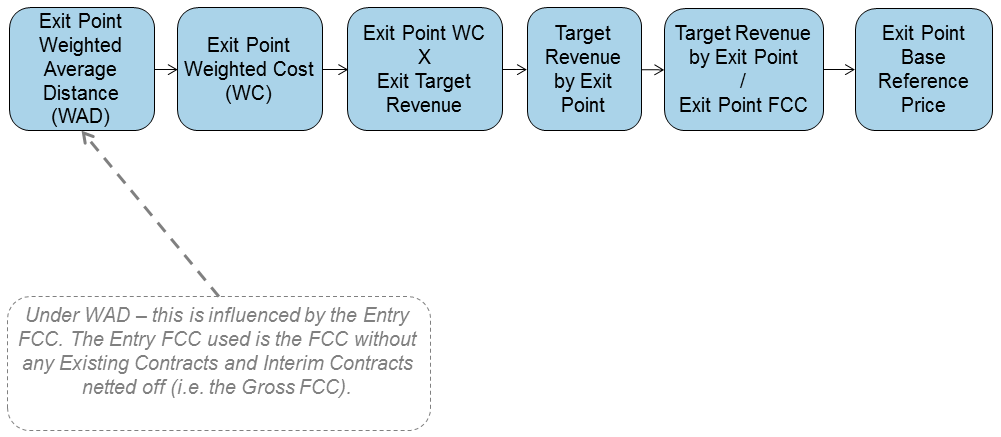 Exit Point
Weighted
Average
Distance
(WAD)
Exit Point
Weighted Cost
(WC)
Exit Point WC
X
Exit Target
Revenue
Target
Revenue
by Exit
Point
Target Revenue
by Exit Point
/
Exit Point FCC
Exit Point
Base
Reference
Price
Under WAD – this is influenced by the Entry
FCC. The Entry FCC used is the FCC without
any Existing Contracts and Interim Contracts
netted off (i.e. the Gross FCC).